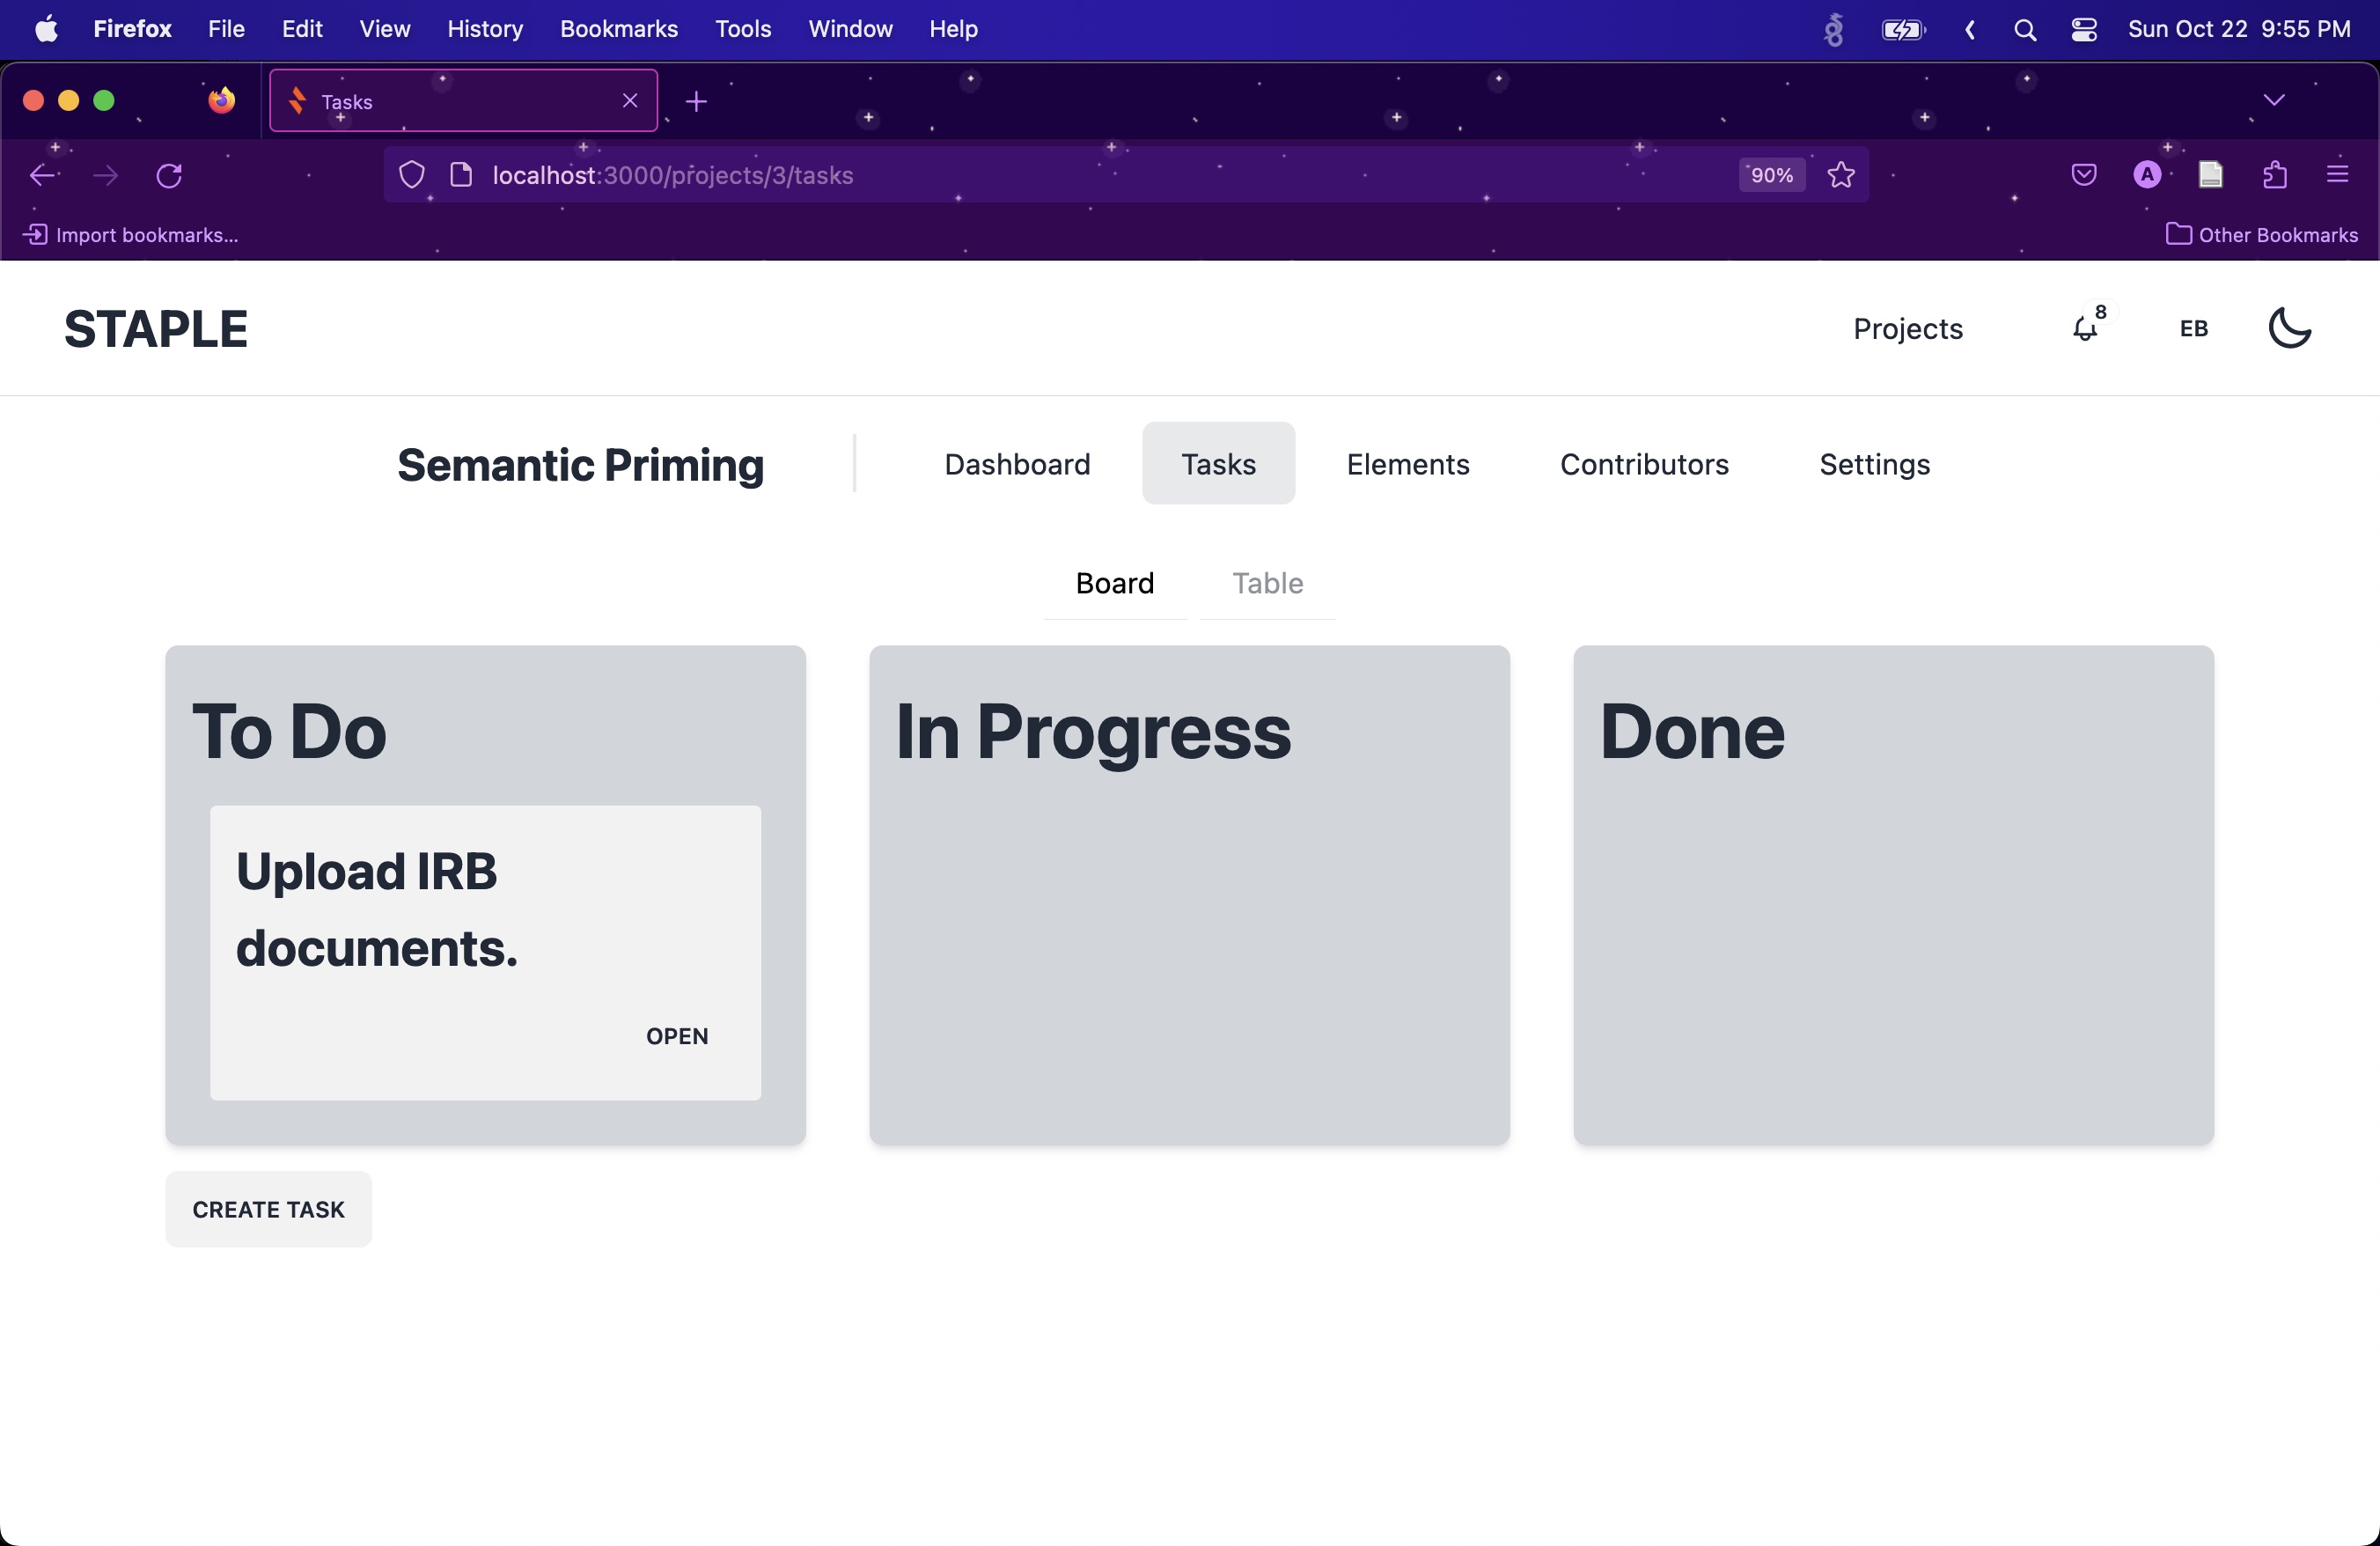 Firefox File Edit View History Bookmarks Tools Window Help Sun Oct 22 9:55 PM
Tasks
localhost:3000/projects/3/tasks 90% A
Import bookmarks... Other Bookmarks
STAPLE Projects 8 EB
Semantic Priming Dashboard Tasks Elements Contributors Settings
Board Table
To Do In Progress Done
Upload IRB
documents.
OPEN
CREATE TASK